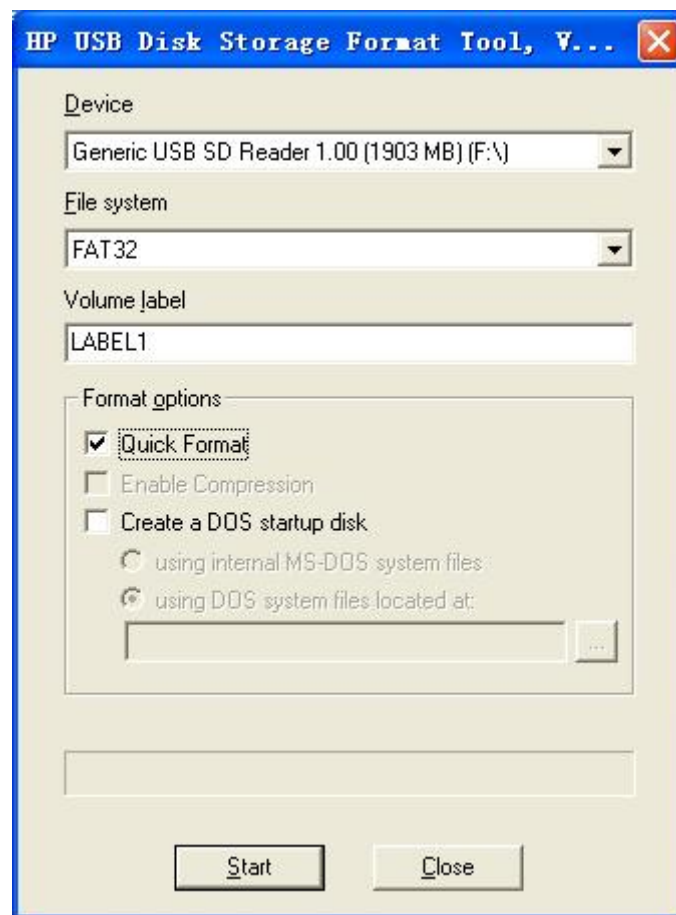 HP USB Disk Storage Format Tool, V...
Device
Generic USB SD Reader 1.00 (1903 MB) (F:\)
File system
FAT32
Volume label
LABEL1
Format options
Quick Format
Enable Compression
Create a DOS startup disk
using internal MS-DOS system files
using DOS system files located at:
...
Start
Close